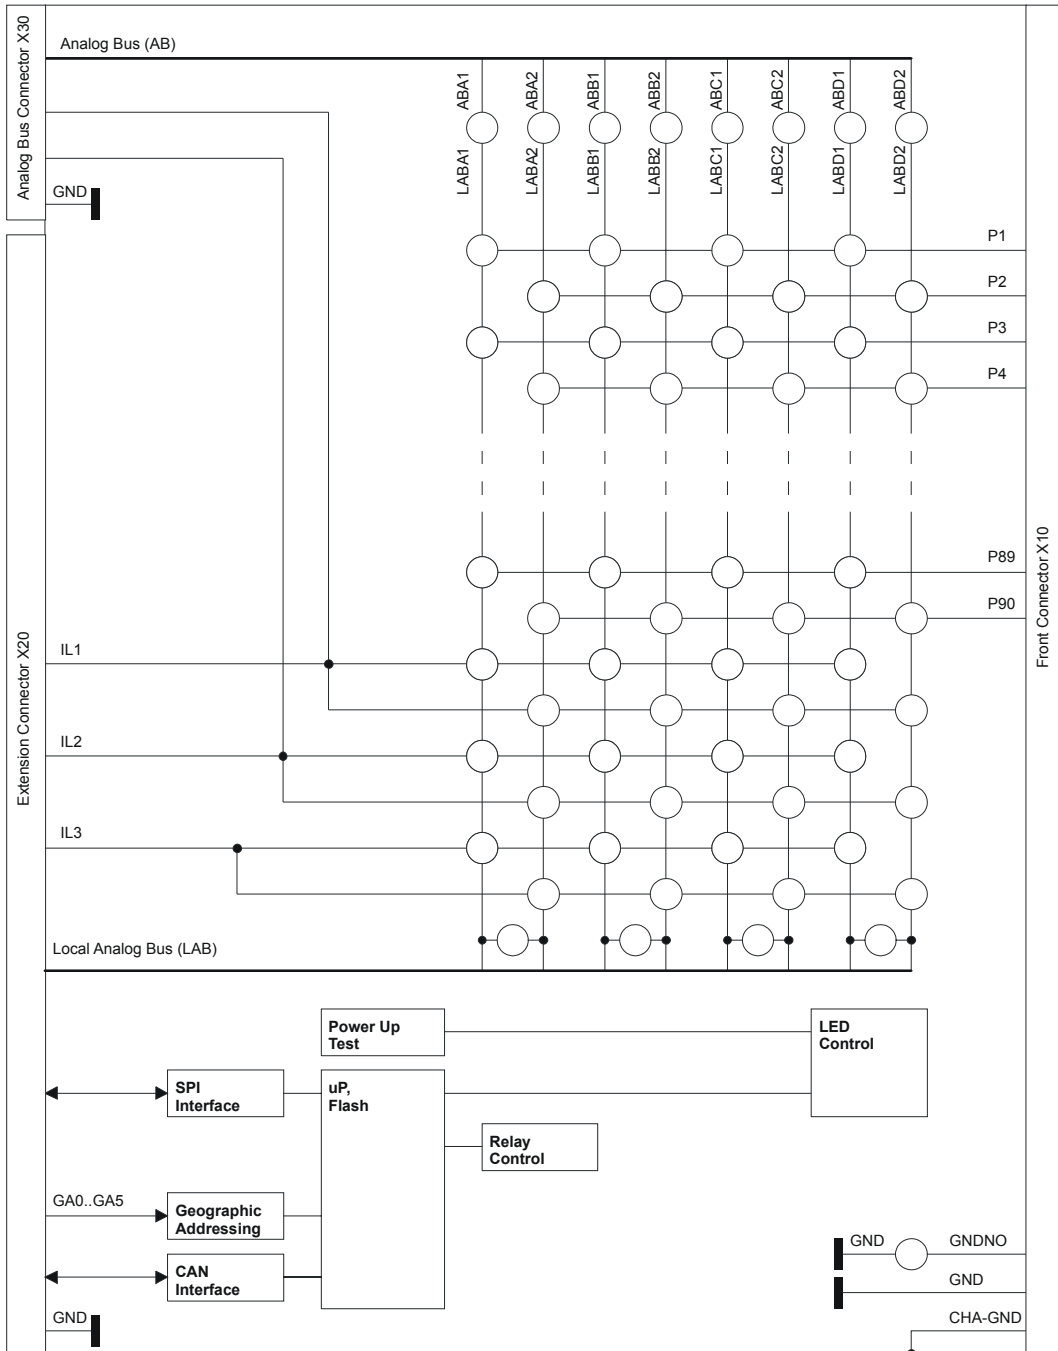 Analog Bus Connector X30
Analog Bus (AB)
ABA1
ABA2
ABB1
ABB2
ABC1
ABC2
ABD1
ABD2
LABA1
LABA2
LABB1
LABB2
LABC1
LABC2
LABD1
LABD2
GND
P1
P2
P3
P4
P89
P90
Front Connector X10
Extension Connector X20
IL1
IL2
IL3
Local Analog Bus (LAB)
Power Up
Test
LED
Control
SPI
Interface
uP,
Flash
Relay
Control
GA0..GA5
Geographic
Addressing
CAN
Interface
GND
GND
GNDNO
GND
CHA-GND